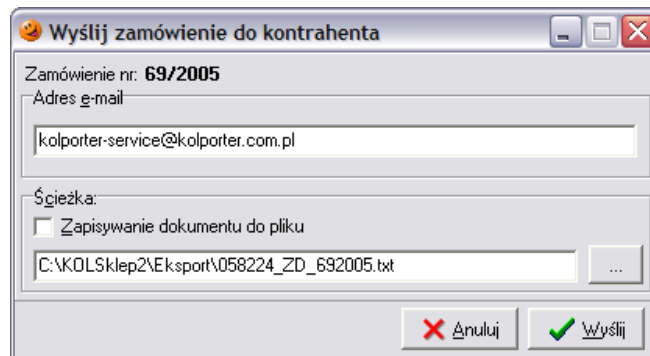 Wyślij zamówienie do kontrahenta
Zamówienie nr: 69/2005
Adres e-mail
kolporter-service@kolporter.com.pl
Ścieżka:
Zapisywanie dokumentu do pliku
C:\KOLSklep2\Eksport\058224_ZD_692005.txt
...
Anuluj
Wyślij